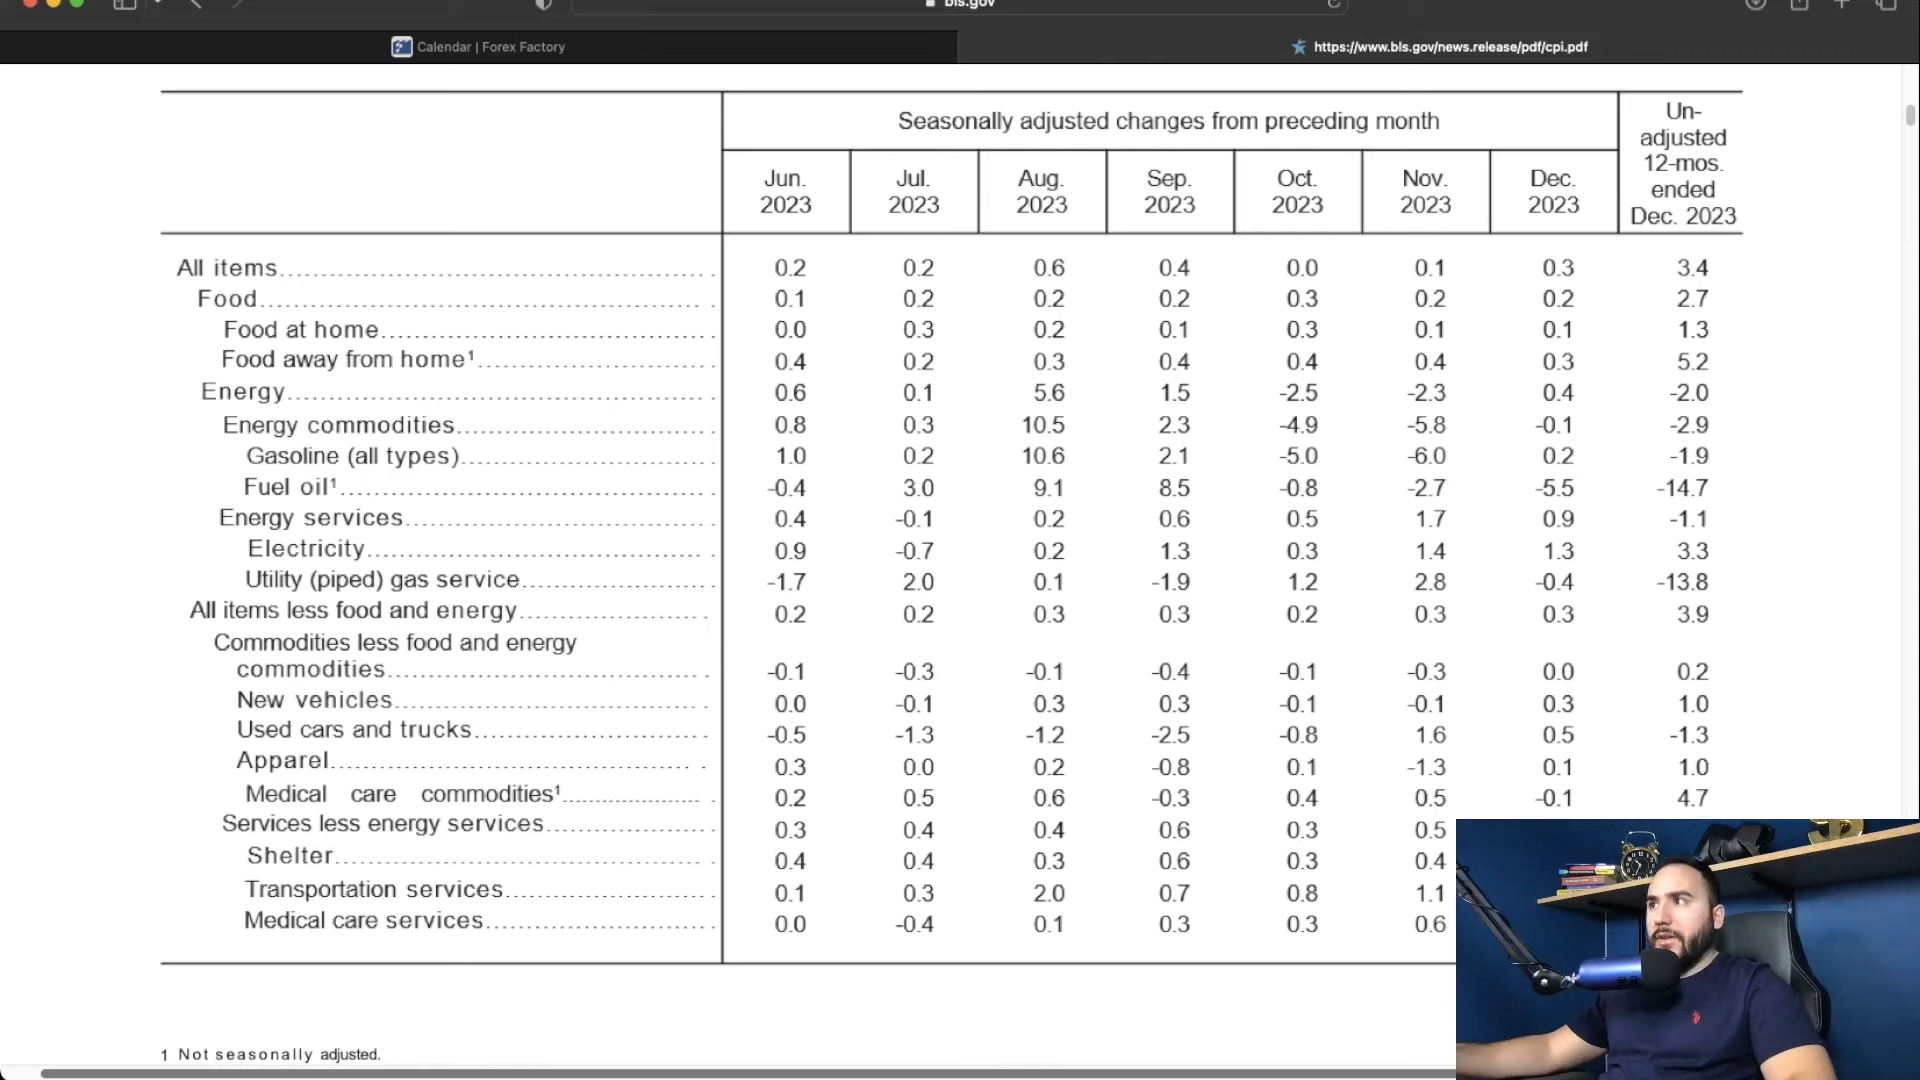 bls.gov
Calendar | Forex Factory
https://www.bls.gov/news.release/pdf/cpi.pdf
Seasonally adjusted changes from preceding month
Un-
adjusted
12-mos.
ended
Dec. 2023
Jun. 2023 Jul. 2023 Aug. 2023 Sep. 2023 Oct. 2023 Nov. 2023 Dec. 2023
All items 0.2 0.2 0.6 0.4 0.0 0.1 0.3 3.4
Food 0.1 0.2 0.2 0.2 0.3 0.2 0.2 2.7
Food at home 0.0 0.3 0.2 0.1 0.3 0.1 0.1 1.3
Food away from home¹ 0.4 0.2 0.3 0.4 0.4 0.4 0.3 5.2
Energy 0.6 0.1 5.6 1.5 -2.5 -2.3 0.4 -2.0
Energy commodities 0.8 0.3 10.5 2.3 -4.9 -5.8 -0.1 -2.9
Gasoline (all types) 1.0 0.2 10.6 2.1 -5.0 -6.0 0.2 -1.9
Fuel oil¹ -0.4 3.0 9.1 8.5 -0.8 -2.7 -5.5 -14.7
Energy services 0.4 -0.1 0.2 0.6 0.5 1.7 0.9 -1.1
Electricity 0.9 -0.7 0.2 1.3 0.3 1.4 1.3 3.3
Utility (piped) gas service -1.7 2.0 0.1 -1.9 1.2 2.8 -0.4 -13.8
All items less food and energy 0.2 0.2 0.3 0.3 0.2 0.3 0.3 3.9
Commodities less food and energy
commodities -0.1 -0.3 -0.1 -0.4 -0.1 -0.3 0.0 0.2
New vehicles 0.0 -0.1 0.3 0.3 -0.1 -0.1 0.3 1.0
Used cars and trucks -0.5 -1.3 -1.2 -2.5 -0.8 1.6 0.5 -1.3
Apparel 0.3 0.0 0.2 -0.8 0.1 -1.3 0.1 1.0
Medical care commodities¹ 0.2 0.5 0.6 -0.3 0.4 0.5 -0.1 4.7
Services less energy services 0.3 0.4 0.4 0.6 0.3 0.5
Shelter 0.4 0.4 0.3 0.6 0.3 0.4
Transportation services 0.1 0.3 2.0 0.7 0.8 1.1
Medical care services 0.0 -0.4 0.1 0.3 0.3 0.6
1 Not seasonally adjusted.